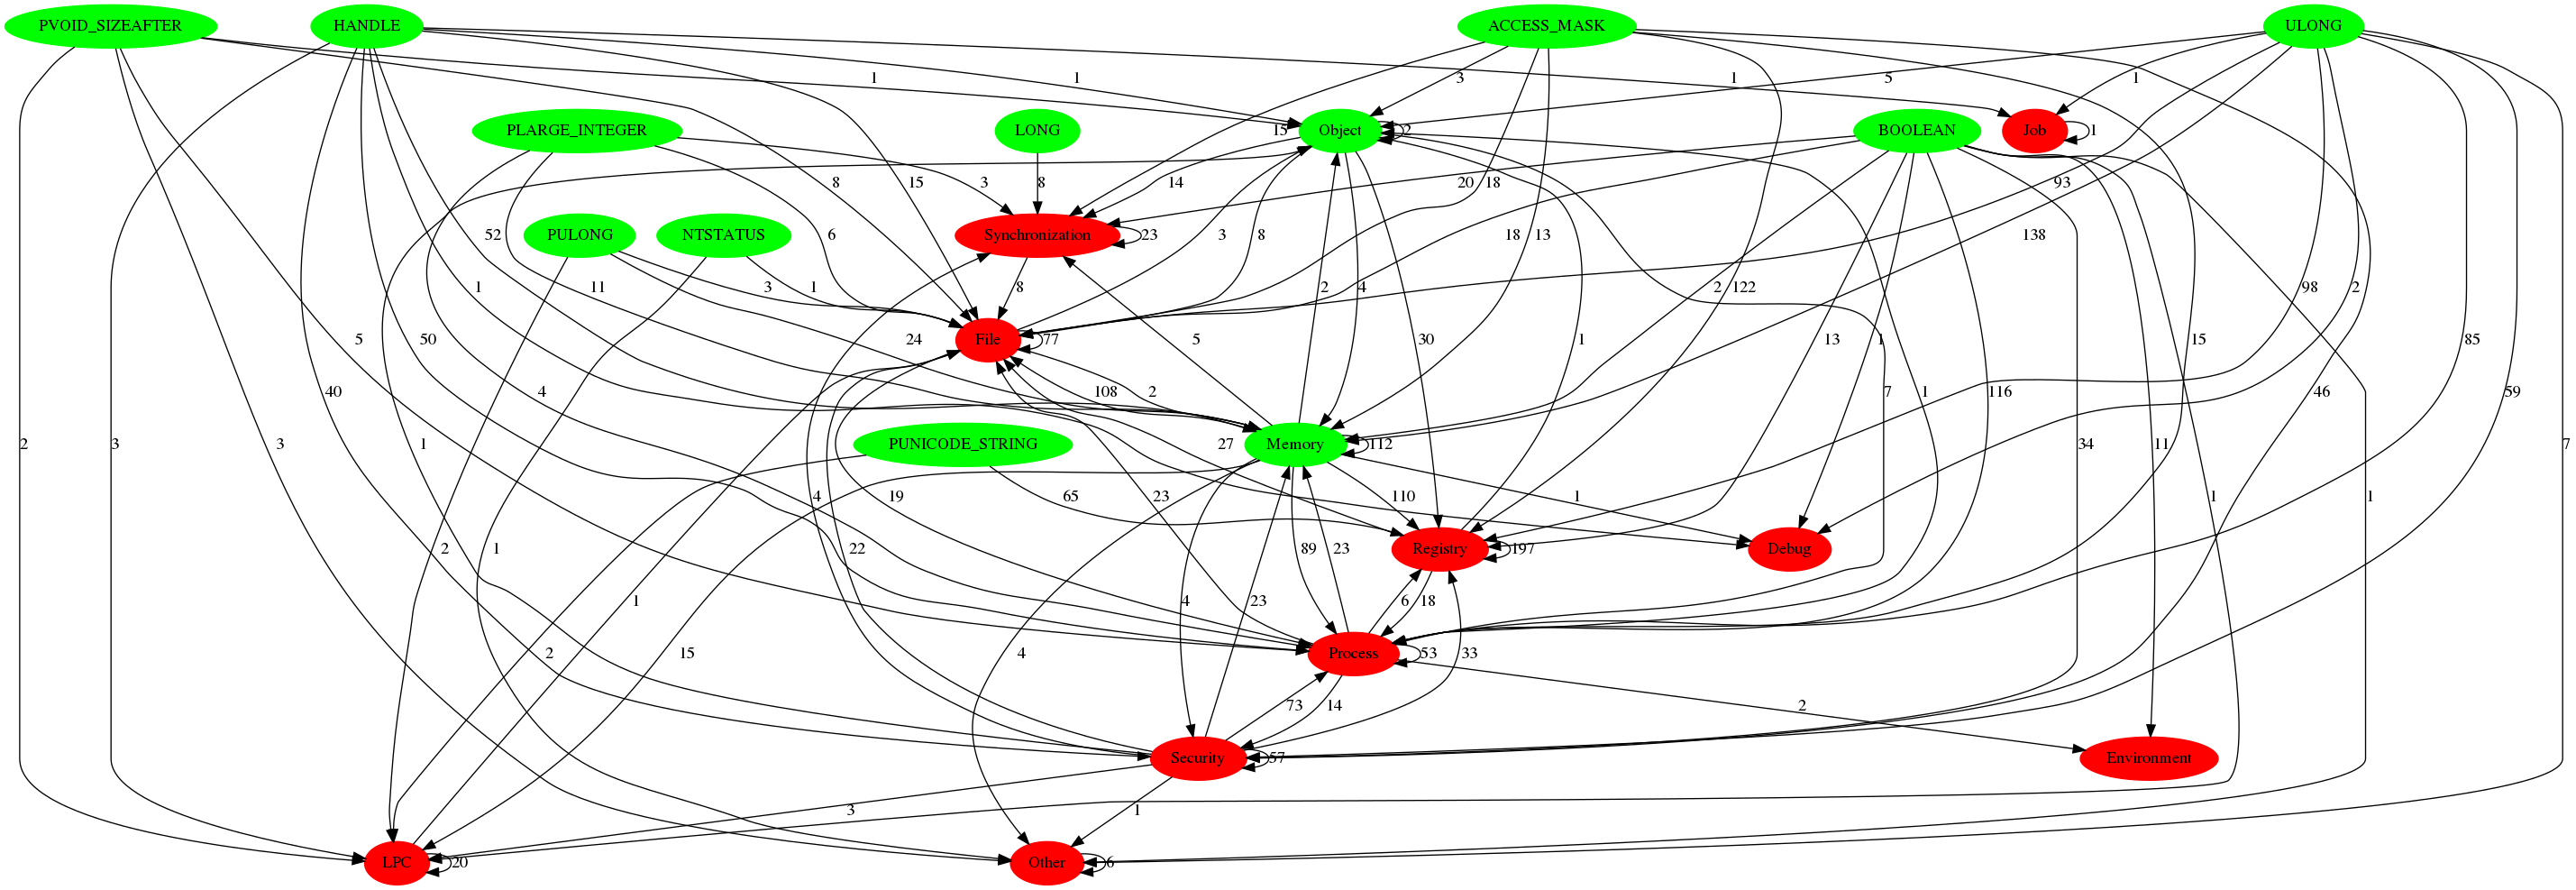 PVOID_SIZEAFTER HANDLE ACCESS_MASK ULONG
1 1 1 3 5 1
PLARGE_INTEGER LONG Object 2 BOOLEAN Job 1
15
8 15 3 8 14 20 18 93
PULONG NTSTATUS Synchronization 23
52 6 3 8 18 13 138
1 3 1 11 8 2 4 2 122 98 2
File 77
5 50 24 5 30 1 13 1 15 85
40 4 108 2 7 1 116 46 59
2 3 3 1 PUNICODE_STRING 27 Memory 112 34 11 1 1 7
65 19 23 110 1
2 1 22 89 23 Registry 197 Debug
4 4 23 6 18
2 15 4 Process 53 33
1 73 14 2
Security 57 Environment
3 1
LPC 20 Other 6